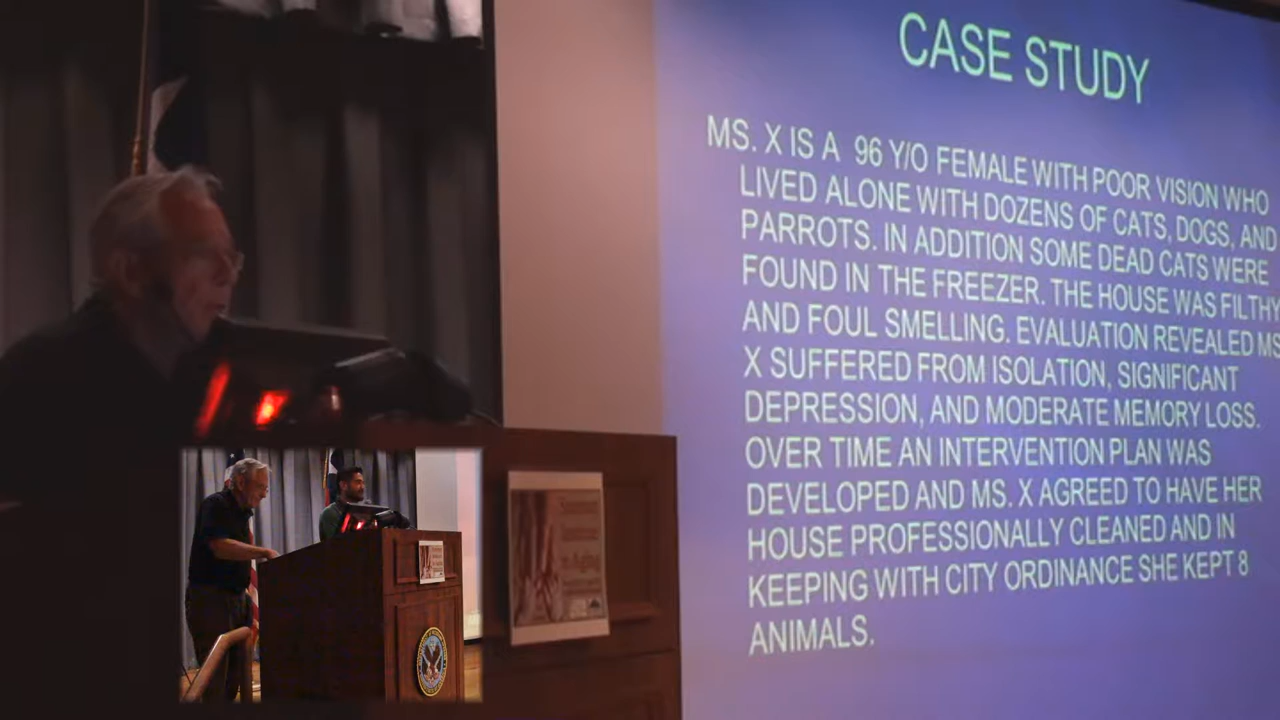 CASE STUDY
MS. X IS A 96 Y/O FEMALE WITH POOR VISION WHO
LIVED ALONE WITH DOZENS OF CATS, DOGS, AND
PARROTS. IN ADDITION SOME DEAD CATS WERE
FOUND IN THE FREEZER. THE HOUSE WAS FILTHY
AND FOUL SMELLING. EVALUATION REVEALED MS
X SUFFERED FROM ISOLATION, SIGNIFICANT
DEPRESSION, AND MODERATE MEMORY LOSS.
OVER TIME AN INTERVENTION PLAN WAS
DEVELOPED AND MS. X AGREED TO HAVE HER
HOUSE PROFESSIONALLY CLEANED AND IN
KEEPING WITH CITY ORDINANCE SHE KEPT 8
ANIMALS.